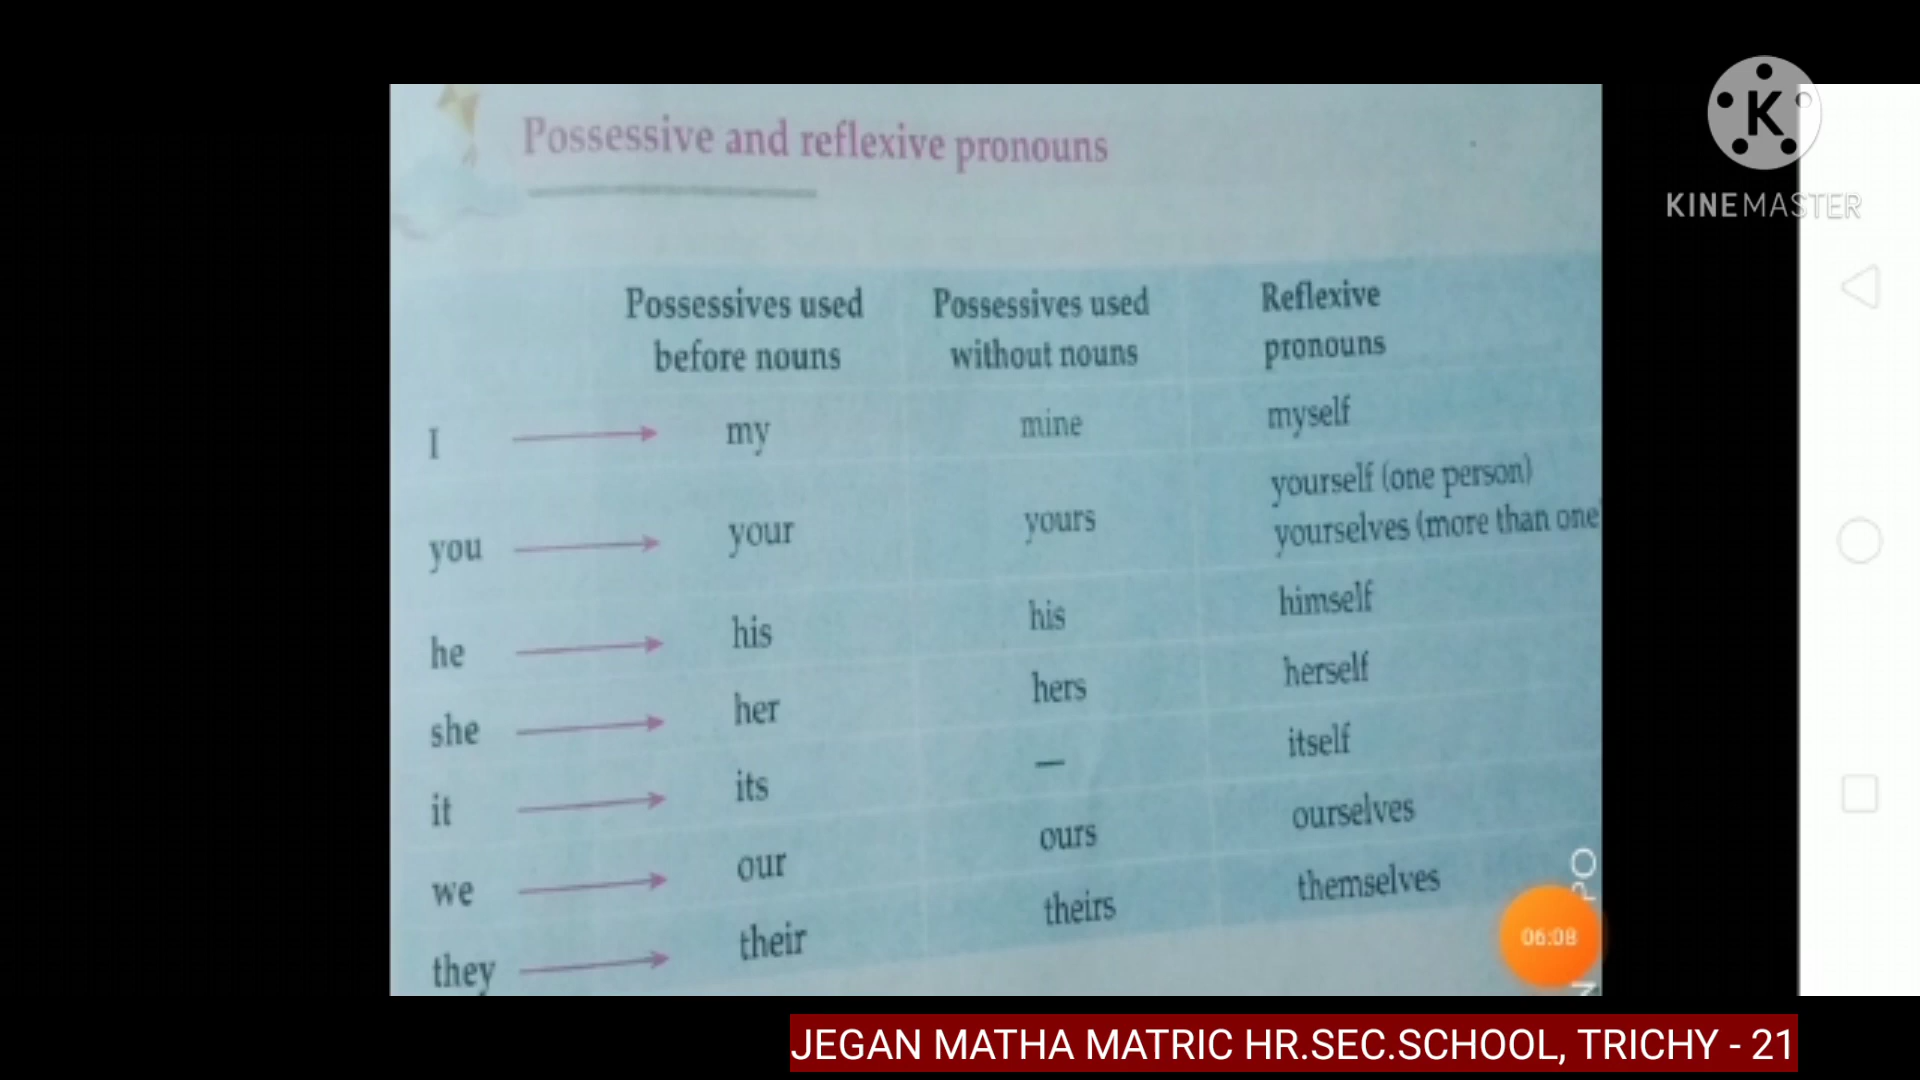 Possessive and reflexive pronouns
Possessives used before nouns Possessives used without nouns Reflexive pronouns
I my mine myself
you your yours yourself (one person)
yourselves (more than one
he his his himself
she her hers herself
it its — itself
we our ours ourselves
they their theirs themselves
K
KINEMASTER
06:08
JEGAN MATHA MATRIC HR.SEC.SCHOOL, TRICHY - 21